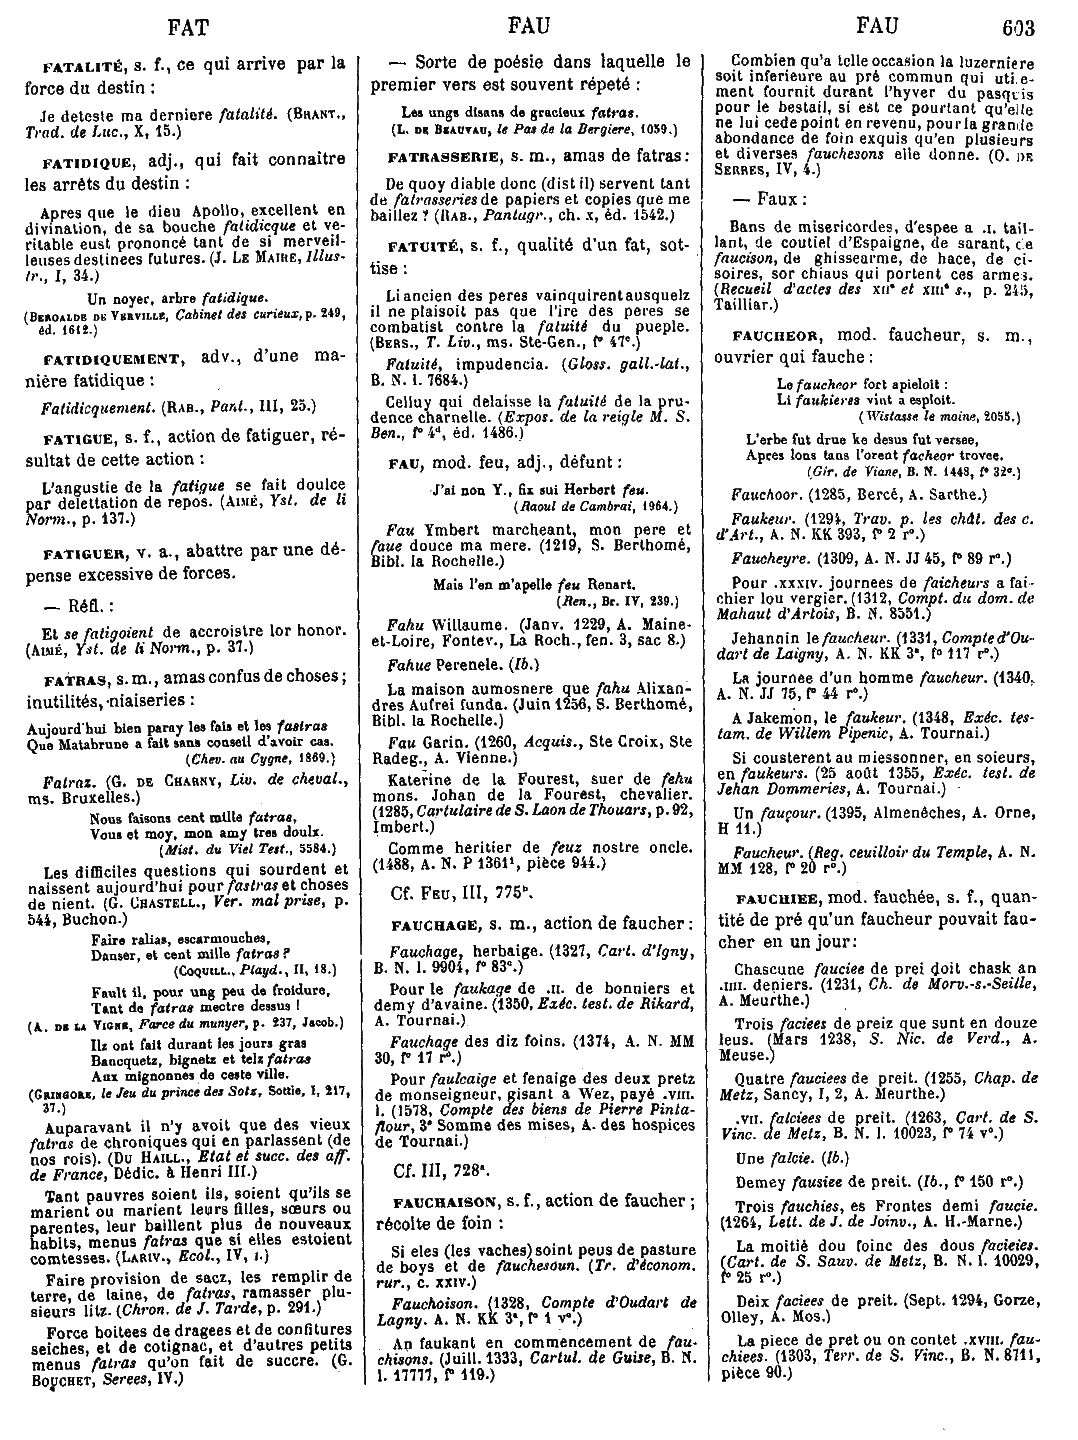 FAT
FAU
FAU
603
FATALITÉ, s. f., ce qui arrive par la
force du destin :
Je deteste ma derniere fatalité. (BRANT.,
Trad. de Luc., X, 15.)
FATIDIQUE, adj., qui fait connaitre
les arrêts du destin :
Apres que le dieu Apollo, excellent en
divination, de sa bouche fatidicque et ve-
ritable eust prononcé tant de si merveil-
leuses destinees futures. (J. LE MAIRE, Illus-
tr., I, 34.)
Un noyer, arbre fatidique.
(BEROALDE DE VERVILLE, Cabinet des curieux, p. 249,
éd. 1612.)
FATIDIQUEMENT, adv., d'une ma-
nière fatidique :
Fatidicquement. (RAB., Pant., III, 25.)
FATIGUE, s. f., action de fatiguer, ré-
sultat de cette action :
L'angustie de la fatigue se fait doulce
par delettation de repos. (AIMÉ, Yst. de li
Norm., p. 137.)
FATIGUER, v. a., abattre par une dé-
pense excessive de forces.
— Réfl. :
Et se fatigoient de accroistre lor honor.
(AIMÉ, Yst. de li Norm., p. 37.)
FATRAS, s. m., amas confus de choses ;
inutilités, niaiseries :
Aujourd'hui bien paray les fais et les fastras
Que Matabrune a fait sans conseil d'avoir cas.
(Chev. au Cygne, 1869.)
Fatraz. (G. DE CHARNY, Liv. de cheval.,
ms. Bruxelles.)
Nous faisons cent mille fatras,
Vous et moy, mon amy tres doulx.
(Mist. du Viel Test., 5584.)
Les difficiles questions qui sourdent et
naissent aujourd'hui pour fastras et choses
de nient. (G. CHASTELL., Ver. mal prise, p.
544, Buchon.)
Faire ralias, escarmouches,
Danser, et cent mille fatras ?
(COQUILL., Playd., II, 18.)
Fault il, pour ung peu de froidure,
Tant de fatras mectre dessus !
(A. DE LA VIGNE, Farce du munyer, p. 237, Jacob.)
Ilz ont fait durant les jours gras
Bancquetz, bignetz et telz fatras
Aux mignonnes de ceste ville.
(GRINGORE, le Jeu du prince des Sotz, Sottie, I, 217,
37.)
Auparavant il n'y avoit que des vieux
fatras de chroniques qui en parlassent (de
nos rois). (DU HAILL., Etat et succ. des aff.
de France, Dédic. à Henri III.)
Tant pauvres soient ils, soient qu'ils se
marient ou marient leurs filles, sœurs ou
parentes, leur baillent plus de nouveaux
habits, menus fatras que si elles estoient
comtesses. (LARIV., Ecol., IV, 1.)
Faire provision de sacz, les remplir de
terre, de laine, de fatras, ramasser plu-
sieurs litz. (Chron. de J. Tarde, p. 291.)
Force boitees de dragees et de confitures
seiches, et de cotignac, et d'autres petits
menus fatras qu'on fait de succre. (G.
BOUCHET, Serees, IV.)
— Sorte de poésie dans laquelle le
premier vers est souvent répeté :
Les ungs disans de gracieux fatras.
(L. DE BEAUVAU, le Pas de la Bergiere, 1059.)
FATRASSERIE, s. m., amas de fatras :
De quoy diable donc (dist il) servent tant
de fatrasseries de papiers et copies que me
baillez ? (RAB., Pantagr., ch. x, éd. 1542.)
FATUITÉ, s. f., qualité d'un fat, sot-
tise :
Li ancien des peres vainquirent ausquelz
il ne plaisoit pas que l'ire des peres se
combatist contre la fatuité du pueple.
(BERS., T. Liv., ms. Ste-Gen., f° 47c.)
Fatuité, impudencia. (Gloss. gall.-lat.,
B. N. l. 7684.)
Celluy qui delaisse la fatuité de la pru-
dence charnelle. (Expos. de la reigle M. S.
Ben., f° 4d, éd. 1486.)
FAU, mod. feu, adj., défunt :
J'ai non Y., fix sui Herbert feu.
(Raoul de Cambrai, 1964.)
Fau Ymbert marcheant, mon pere et
faue douce ma mere. (1219, S. Berthomé,
Bibl. la Rochelle.)
Mais l'en m'apelle feu Renart.
(Ren., Br. IV, 239.)
Fahu Willaume. (Janv. 1229, A. Maine-
et-Loire, Fontev., La Roch., fen. 3, sac 8.)
Fahue Perenele. (Ib.)
La maison aumosnere que fahu Alixan-
dres Aufrei funda. (Juin 1256, S. Berthomé,
Bibl. la Rochelle.)
Fau Garin. (1260, Acquis., Ste Croix, Ste
Radeg., A. Vienne.)
Katerine de la Fourest, suer de fehu
mons. Johan de la Fourest, chevalier.
(1285, Cartulaire de S. Laon de Thouars, p. 92,
Imbert.)
Comme heritier de feuz nostre oncle.
(1488, A. N. P 1361¹, pièce 944.)
Cf. FEU, III, 775b.
FAUCHAGE, s. m., action de faucher :
Fauchage, herbaige. (1327, Cart. d'Igny,
B. N. l. 9904, f° 83c.)
Pour le faukage de .II. de bonniers et
demy d'avaine. (1350, Exéc. test. de Rikard,
A. Tournai.)
Fauchage des diz foins. (1374, A. N. MM
30, f° 17 r°.)
Pour faulcaige et fenaige des deux pretz
de monseigneur, gisant a Wez, payé .VIII.
l. (1578, Compte des biens de Pierre Pinta-
flour, 3e Somme des mises, A. des hospices
de Tournai.)
Cf. III, 728a.
FAUCHAISON, s. f., action de faucher ;
récolte de foin :
Si eles (les vaches) soint peus de pasture
de boys et de fauchesoun. (Tr. d'économ.
rur., c. XXIV.)
Fauchoison. (1328, Compte d'Oudart de
Lagny. A. N. KK 3a, f° 1 v°.)
An faukant en commencement de fau-
chisons. (Juill. 1333, Cartul. de Guise, B. N.
l. 17777, f° 119.)
Combien qu'a telle occasion la luzerniere
soit inferieure au pré commun qui utile-
ment fournit durant l'hyver du pasquis
pour le bestail, si est ce pourtant qu'elle
ne lui cede point en revenu, pour la grande
abondance de foin exquis qu'en plusieurs
et diverses fauchesons elle donne. (O. DE
SERRES, IV, 4.)
— Faux :
Bans de misericordes, d'espee a .I. tail-
lant, de coutiel d'Espaigne, de sarant, de
faucison, de ghissearme, de hace, de ci-
soires, sor chiaus qui portent ces armes.
(Recueil d'actes des XIIe et XIIIe s., p. 245,
Tailliar.)
FAUCHEOR, mod. faucheur, s. m.,
ouvrier qui fauche :
Le faucheor fort apieloit :
Li faukieres vint a esploit.
(Wistasse le moine, 2055.)
L'erbe fut drue ke desus fut versee,
Apres lons tans l'orent facheor trovee.
(Gir. de Viane, B. N. 1448, f° 32c.)
Fauchoor. (1285, Bercé, A. Sarthe.)
Faukeur. (1294, Trav. p. les chât. des c.
d'Art., A. N. KK 393, f° 2 r°.)
Faucheyre. (1309, A. N. JJ 45, f° 89 r°.)
Pour .XXXIV. journees de faicheurs a fai-
chier lou vergier. (1312, Compt. du dom. de
Mahaut d'Artois, B. N. 8551.)
Jehannin le faucheur. (1331, Compte d'Ou-
dart de Laigny, A. N. KK 3a, f° 117 r°.)
La journee d'un homme faucheur. (1340,
A. N. JJ 75, f° 44 r°.)
A Jakemon, le faukeur. (1348, Exéc. tes-
tam. de Willem Pipenic, A. Tournai.)
Si cousterent au miessonner, en soieurs,
en faukeurs. (25 août 1355, Exéc. test. de
Jehan Dommeries, A. Tournai.)
Un fauçour. (1395, Almenêches, A. Orne,
H 11.)
Faucheur. (Reg. ceuilloir du Temple, A. N.
MM 128, f° 20 r°.)
FAUCHIEE, mod. fauchée, s. f., quan-
tité de pré qu'un faucheur pouvait fau-
cher en un jour :
Chascune fauciee de prei doit chask an
.IIII. deniers. (1231, Ch. de Morv.-s.-Seille,
A. Meurthe.)
Trois faciees de preiz que sunt en douze
leus. (Mars 1238, S. Nic. de Verd., A.
Meuse.)
Quatre fauciees de preit. (1255, Chap. de
Metz, Sancy, I, 2, A. Meurthe.)
.VII. falciees de preit. (1263, Cart. de S.
Vinc. de Metz, B. N. l. 10023, f° 74 v°.)
Une falcie. (Ib.)
Demey fausiee de preit. (Ib., f° 150 r°.)
Trois fauchies, es Frontes demi faucie.
(1264, Lett. de J. de Joinv., A. H.-Marne.)
La moitié dou foinc des dous facieies.
(Cart. de S. Sauv. de Metz, B. N. l. 10029,
f° 25 r°.)
Deix faciees de preit. (Sept. 1294, Gorze,
Olley, A. Mos.)
La piece de pret ou on contet .XVIII. fau-
chiees. (1303, Terr. de S. Vinc., B. N. 8711,
pièce 90.)